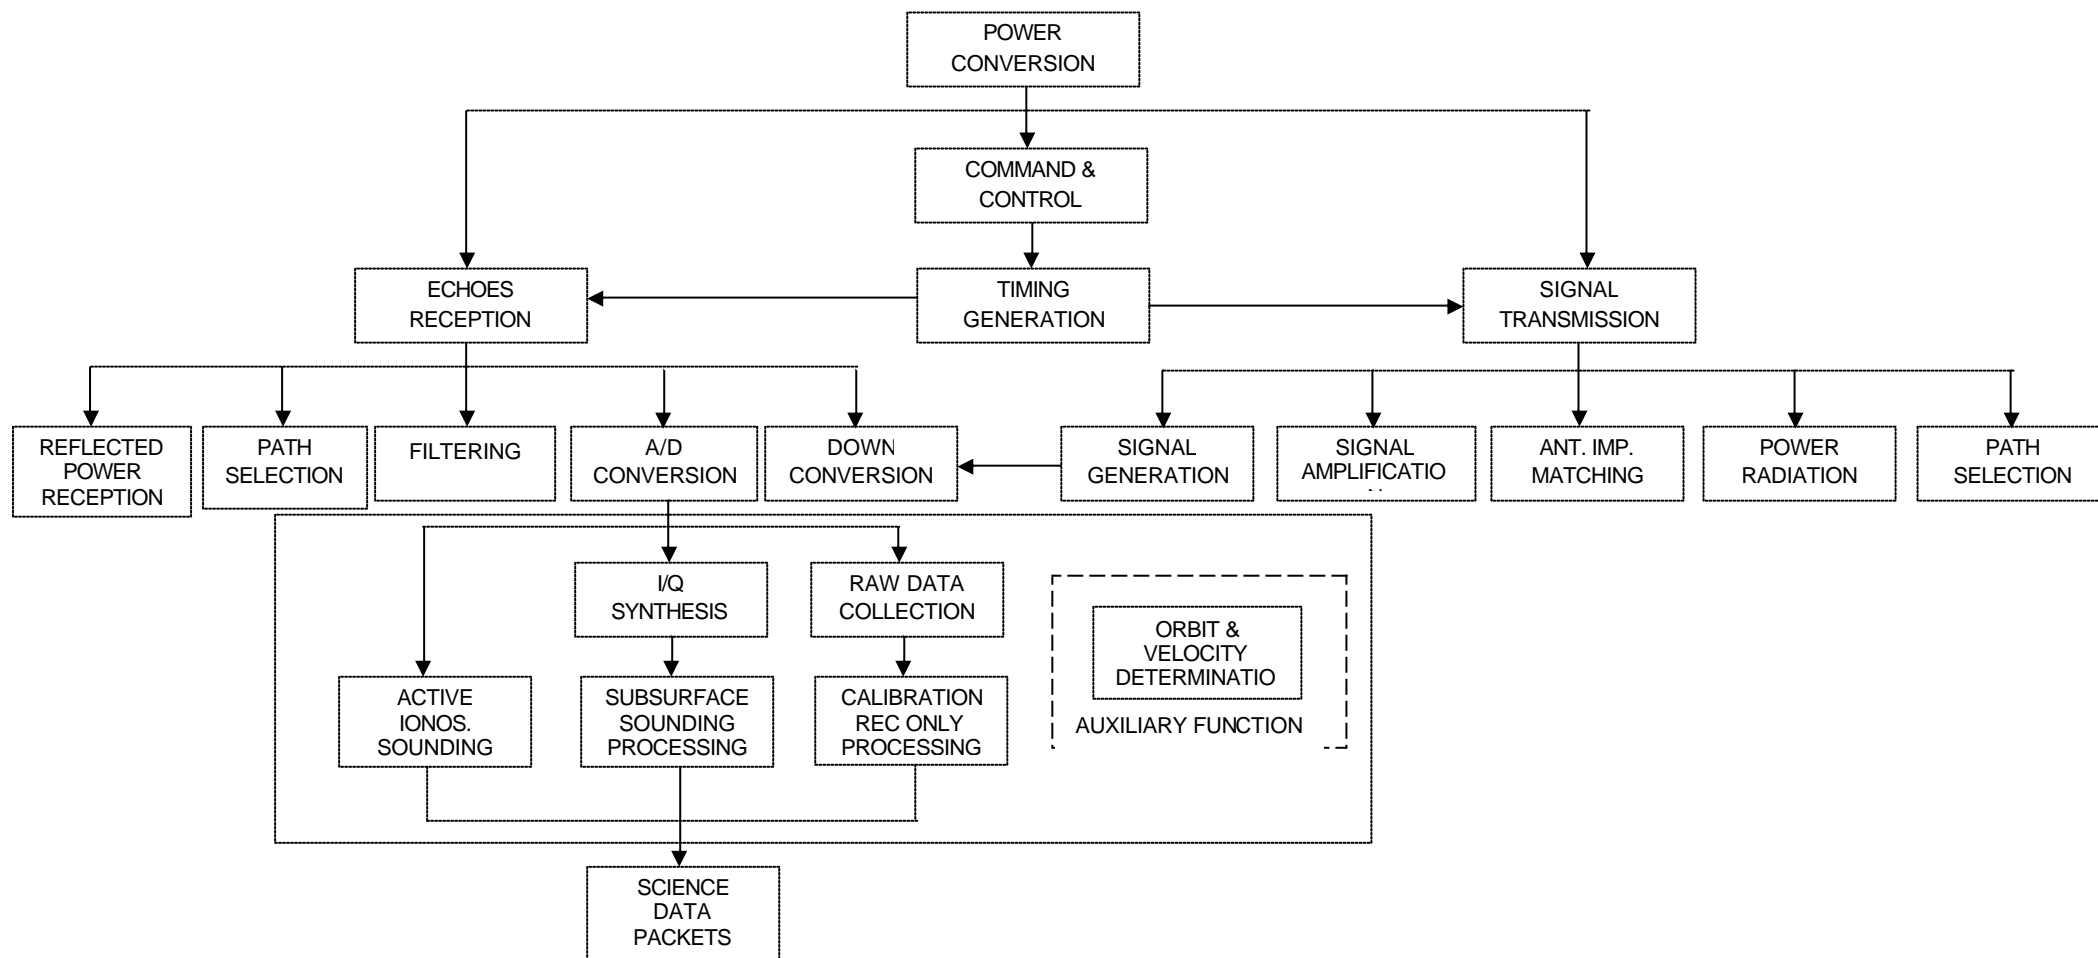 POWER
CONVERSION
COMMAND &
CONTROL
ECHOES
RECEPTION
TIMING
GENERATION
SIGNAL
TRANSMISSION
REFLECTED
POWER
RECEPTION
PATH
SELECTION
FILTERING
A/D
CONVERSION
DOWN
CONVERSION
SIGNAL
GENERATION
SIGNAL
AMPLIFICATIO
ANT. IMP.
MATCHING
POWER
RADIATION
PATH
SELECTION
I/Q
SYNTHESIS
RAW DATA
COLLECTION
ORBIT &
VELOCITY
DETERMINATIO
AUXILIARY FUNCTION
ACTIVE
IONOS.
SOUNDING
SUBSURFACE
SOUNDING
PROCESSING
CALIBRATION
REC ONLY
PROCESSING
SCIENCE
DATA
PACKETS